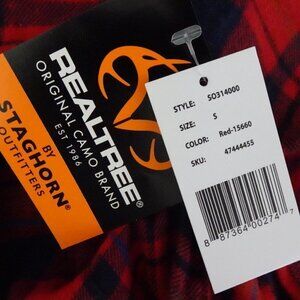 REALTREE®
ORIGINAL CAMO BRAND
EST 1986
BY
STAGHORN®
OUTFITTERS
STYLE: SO314000
SIZE: S
COLOR: Red-15660
SKU: 47444455
8 87364 00274 7